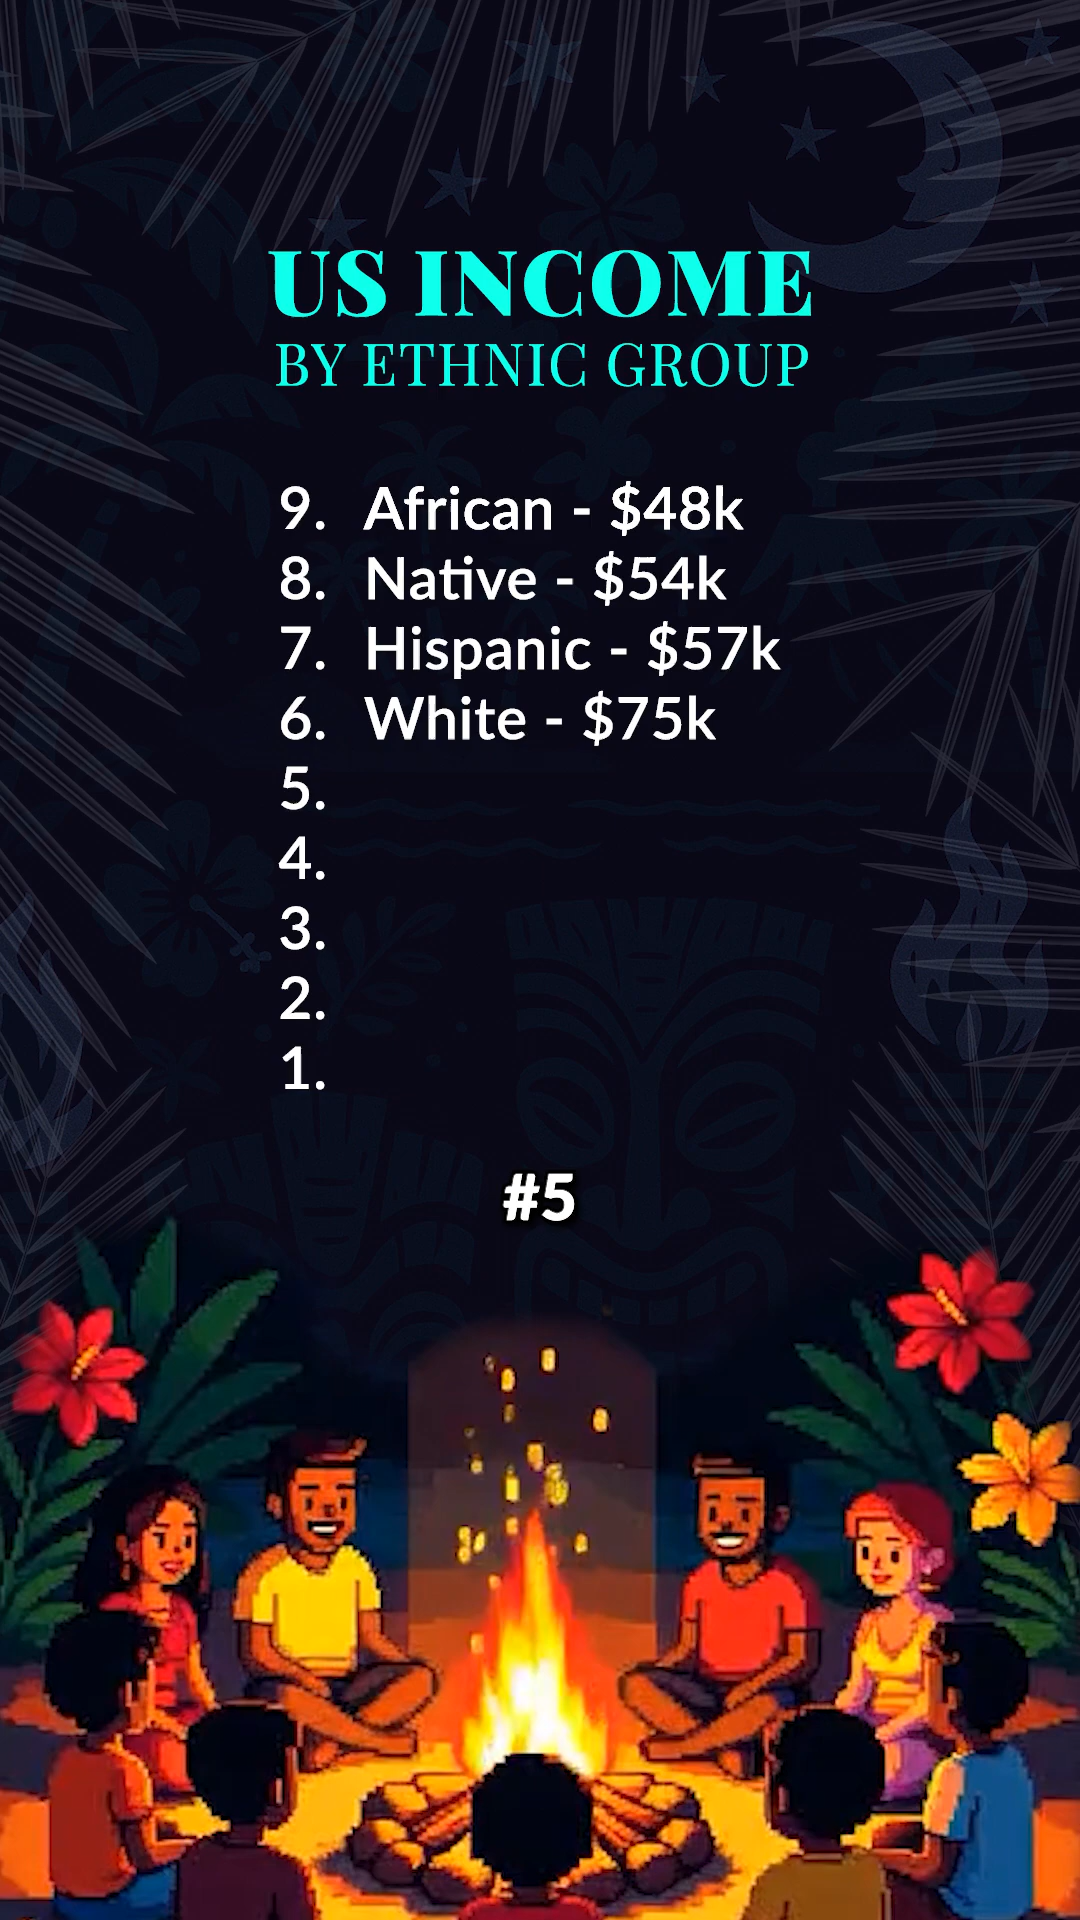 US INCOME
BY ETHNIC GROUP
9. African - $48k
8. Native - $54k
7. Hispanic - $57k
6. White - $75k
5.
4.
3.
2.
1.
#5